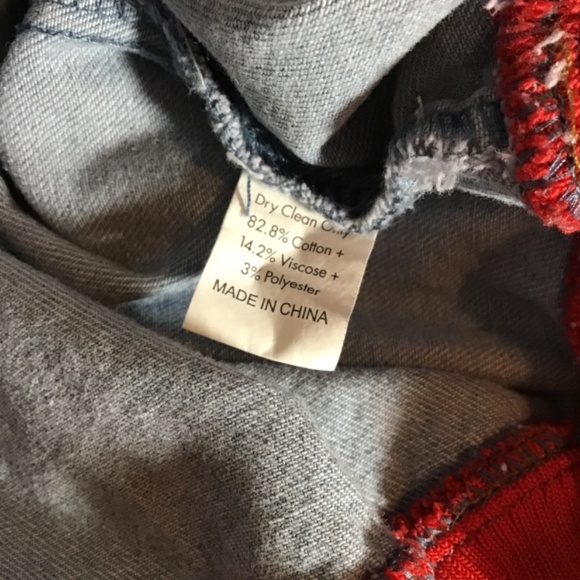 Dry Clean Only
82.8% Cotton +
14.2% Viscose +
3% Polyester
MADE IN CHINA